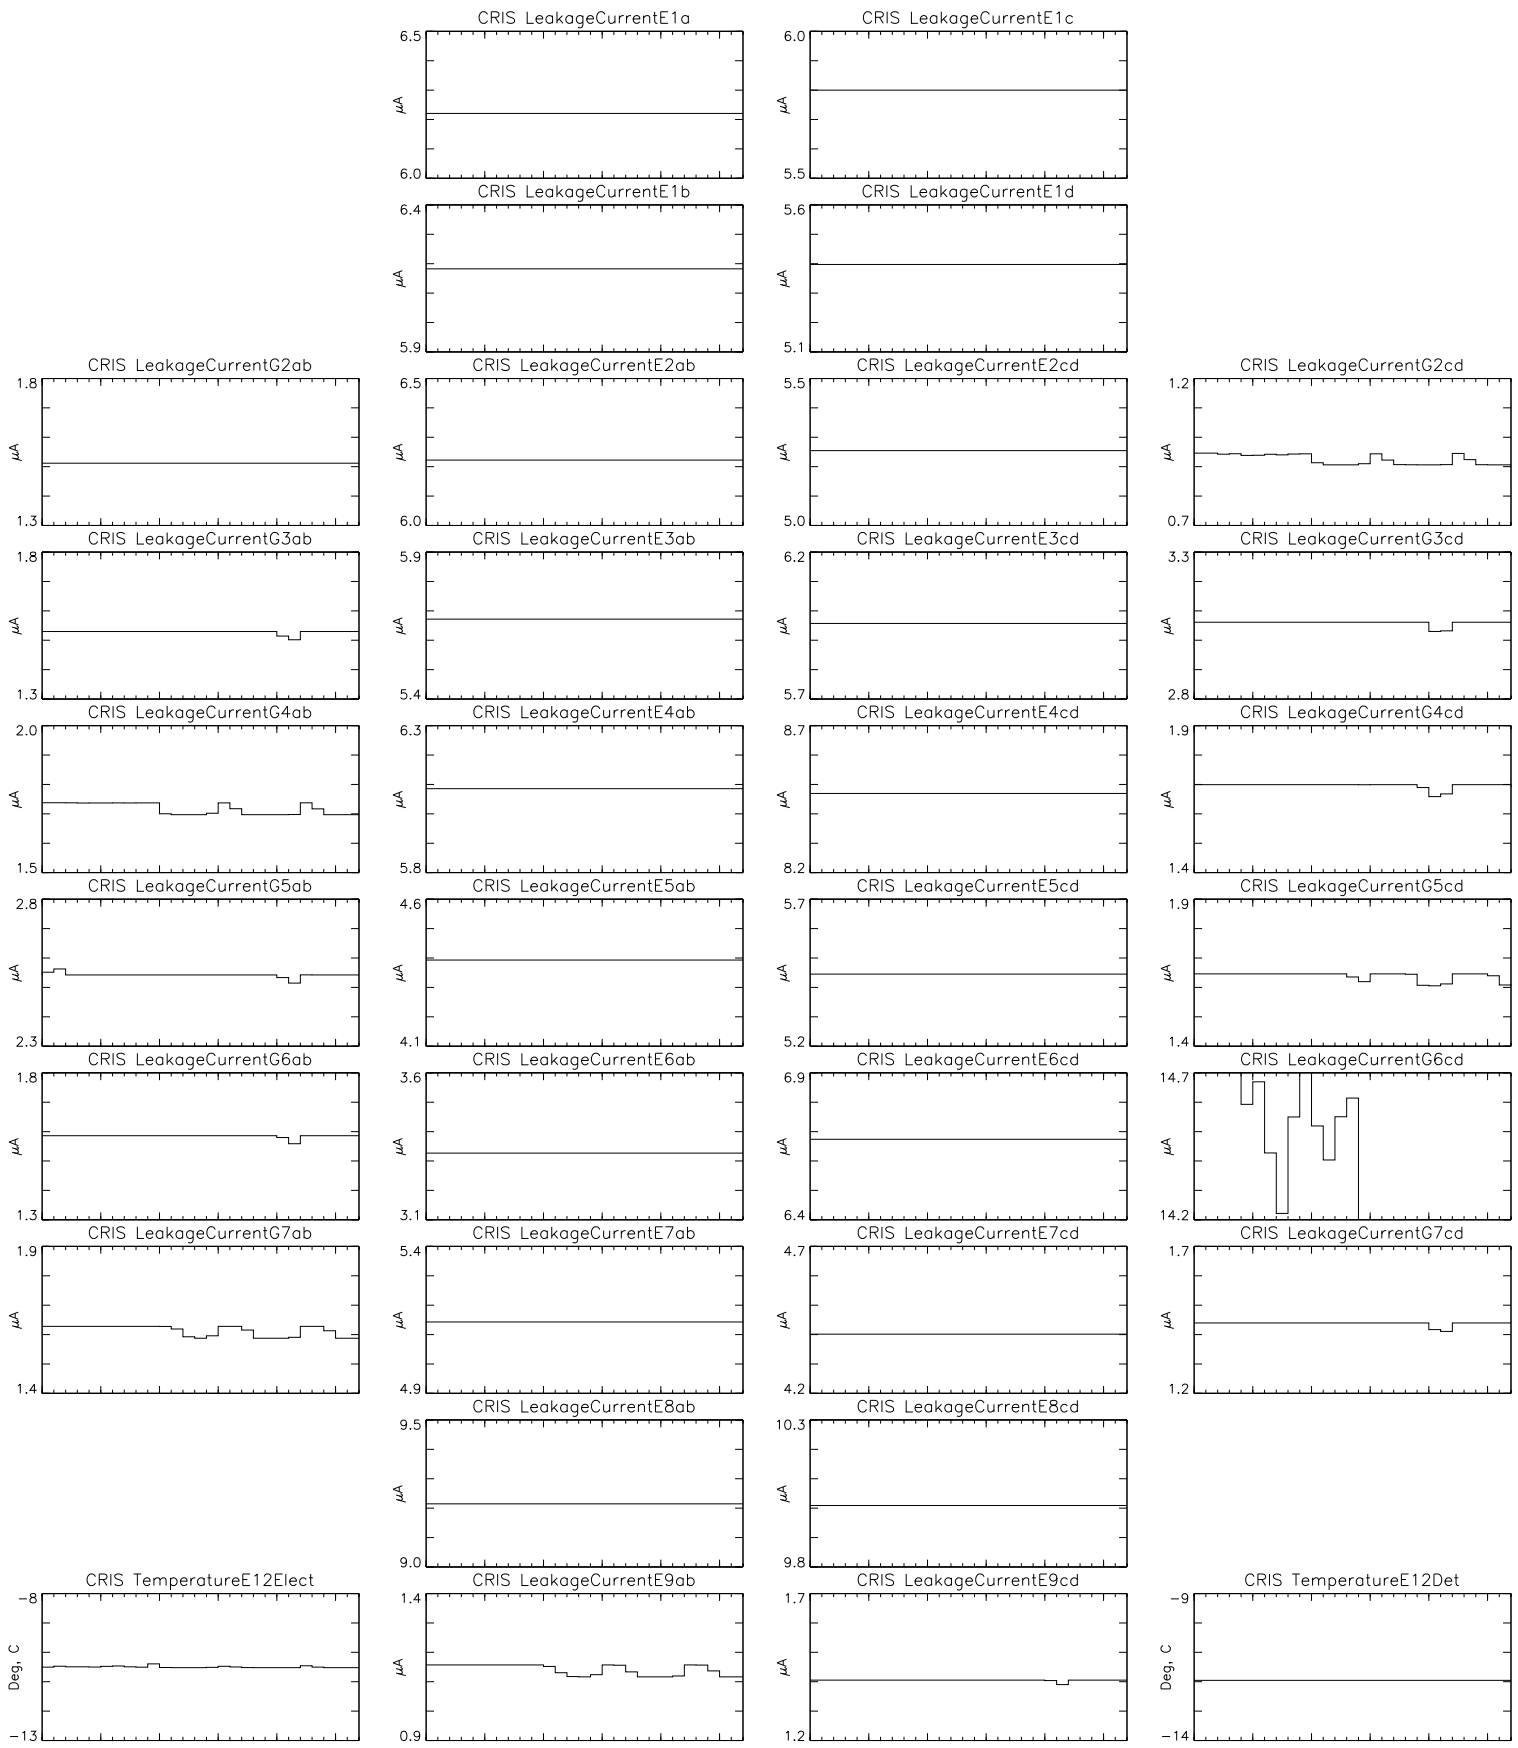 CRIS LeakageCurrentE1a
CRIS LeakageCurrentE1c
6.5
μA
6.0
6.0
μA
5.5
CRIS LeakageCurrentE1b
CRIS LeakageCurrentE1d
6.4
μA
5.9
5.6
μA
5.1
CRIS LeakageCurrentG2ab
CRIS LeakageCurrentE2ab
CRIS LeakageCurrentE2cd
CRIS LeakageCurrentG2cd
1.8
μA
1.3
6.5
μA
6.0
5.5
μA
5.0
1.2
μA
0.7
CRIS LeakageCurrentG3ab
CRIS LeakageCurrentE3ab
CRIS LeakageCurrentE3cd
CRIS LeakageCurrentG3cd
1.8
μA
1.3
5.9
μA
5.4
6.2
μA
5.7
3.3
μA
2.8
CRIS LeakageCurrentG4ab
CRIS LeakageCurrentE4ab
CRIS LeakageCurrentE4cd
CRIS LeakageCurrentG4cd
2.0
μA
1.5
6.3
μA
5.8
8.7
μA
8.2
1.9
μA
1.4
CRIS LeakageCurrentG5ab
CRIS LeakageCurrentE5ab
CRIS LeakageCurrentE5cd
CRIS LeakageCurrentG5cd
2.8
μA
2.3
4.6
μA
4.1
5.7
μA
5.2
1.9
μA
1.4
CRIS LeakageCurrentG6ab
CRIS LeakageCurrentE6ab
CRIS LeakageCurrentE6cd
CRIS LeakageCurrentG6cd
1.8
μA
1.3
3.6
μA
3.1
6.9
μA
6.4
14.7
μA
14.2
CRIS LeakageCurrentG7ab
CRIS LeakageCurrentE7ab
CRIS LeakageCurrentE7cd
CRIS LeakageCurrentG7cd
1.9
μA
1.4
5.4
μA
4.9
4.7
μA
4.2
1.7
μA
1.2
CRIS LeakageCurrentE8ab
CRIS LeakageCurrentE8cd
9.5
μA
9.0
10.3
μA
9.8
CRIS TemperatureE12Elect
CRIS LeakageCurrentE9ab
CRIS LeakageCurrentE9cd
CRIS TemperatureE12Det
-8
Deg, C
-13
1.4
μA
0.9
1.7
μA
1.2
-9
Deg, C
-14